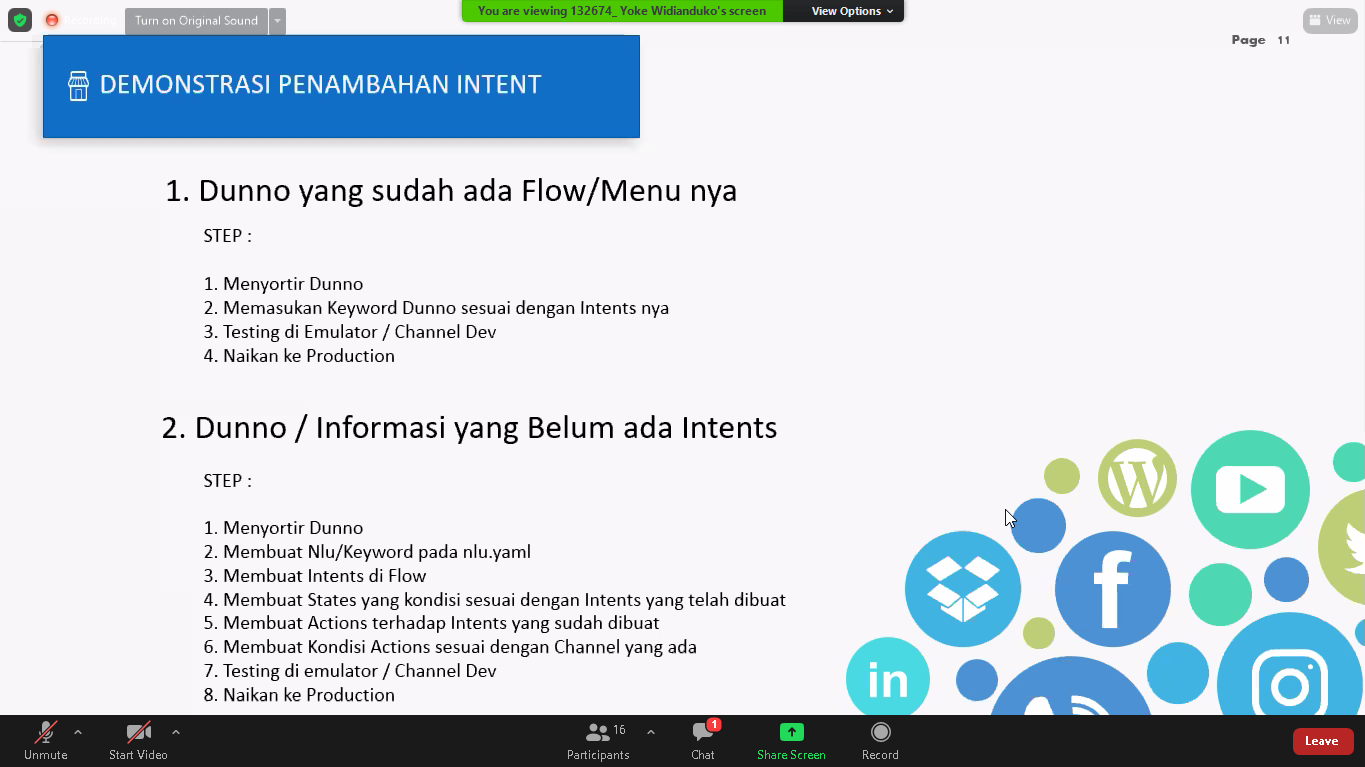 You are viewing 132674_ Yoke Widianduko's screen
View Options
Recording
Turn on Original Sound
View
Page 11
DEMONSTRASI PENAMBAHAN INTENT
1. Dunno yang sudah ada Flow/Menu nya
STEP :
1. Menyortir Dunno
2. Memasukan Keyword Dunno sesuai dengan Intents nya
3. Testing di Emulator / Channel Dev
4. Naikan ke Production
2. Dunno / Informasi yang Belum ada Intents
STEP :
1. Menyortir Dunno
2. Membuat Nlu/Keyword pada nlu.yaml
3. Membuat Intents di Flow
4. Membuat States yang kondisi sesuai dengan Intents yang telah dibuat
5. Membuat Actions terhadap Intents yang sudah dibuat
6. Membuat Kondisi Actions sesuai dengan Channel yang ada
7. Testing di emulator / Channel Dev
8. Naikan ke Production
in
Unmute
Start Video
16
Participants
1
Chat
Share Screen
Record
Leave